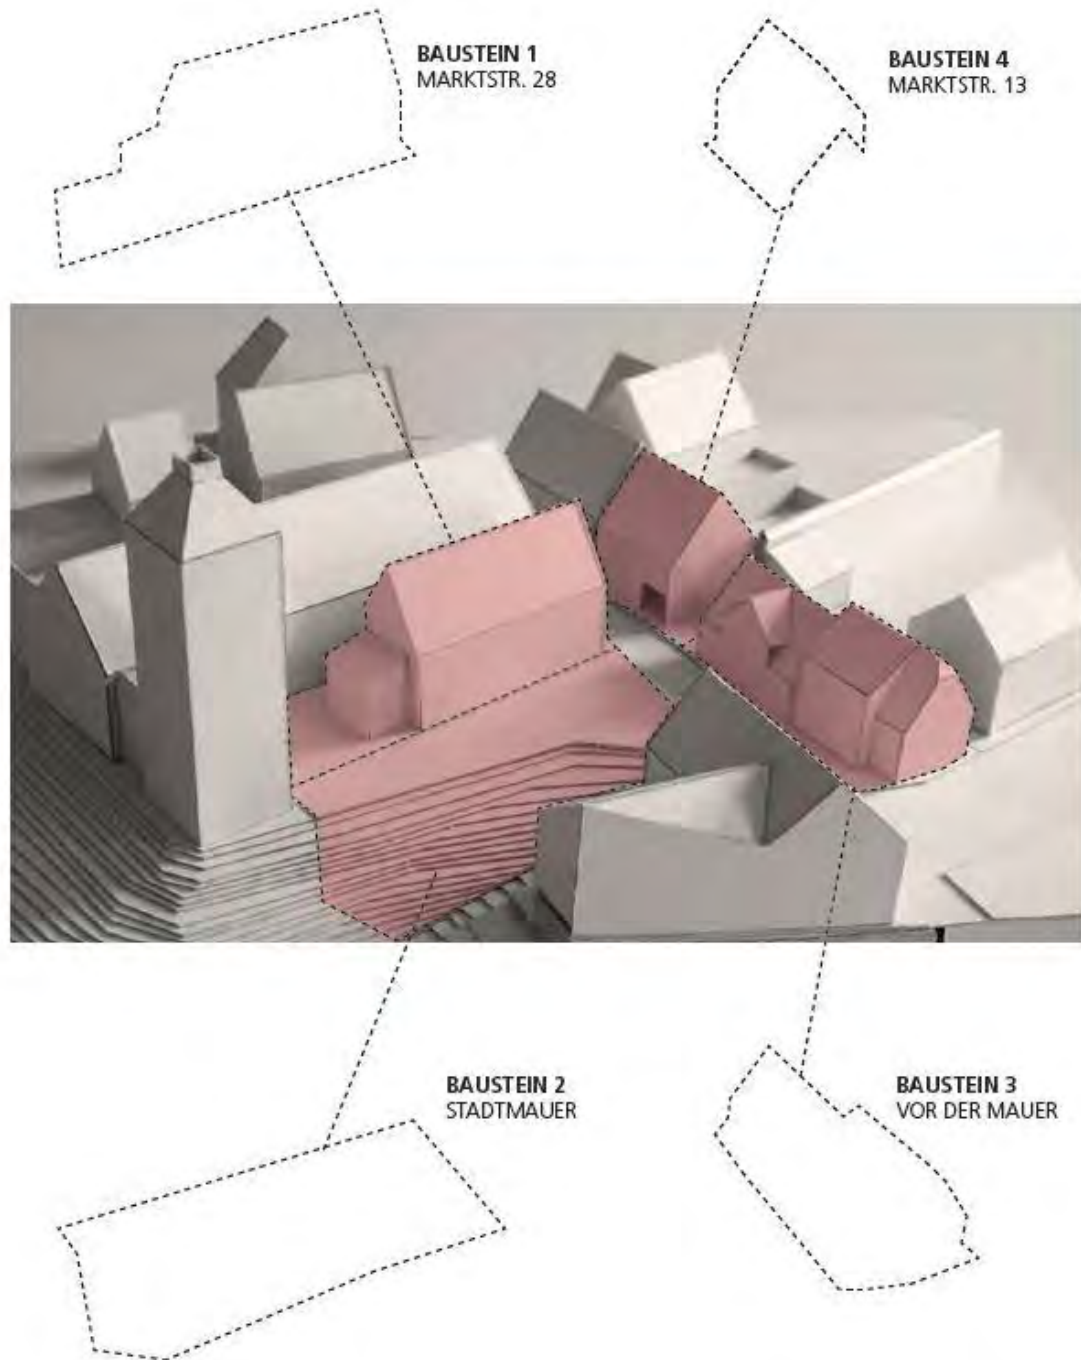 BAUSTEIN 1
MARKTSTR. 28
BAUSTEIN 4
MARKTSTR. 13
BAUSTEIN 2
STADTMAUER
BAUSTEIN 3
VOR DER MAUER